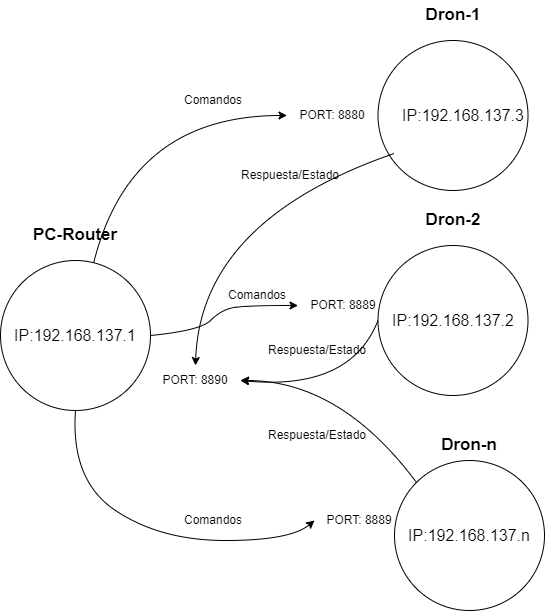 Dron-1
Comandos
PORT: 8880
IP:192.168.137.3
Respuesta/Estado
Dron-2
PC-Router
Comandos
PORT: 8889
IP:192.168.137.2
IP:192.168.137.1
Respuesta/Estado
PORT: 8890
Respuesta/Estado
Dron-n
Comandos
PORT: 8889
IP:192.168.137.n